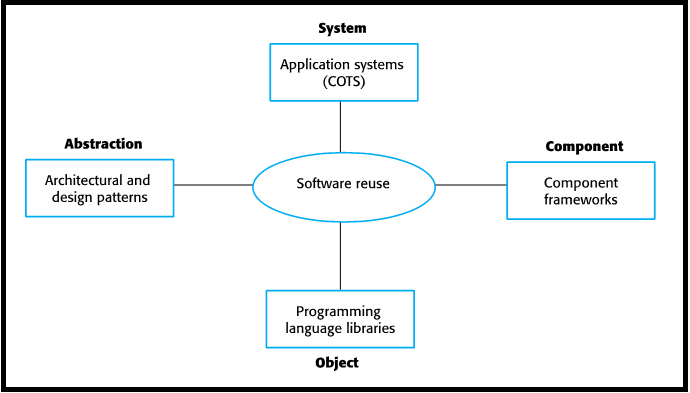 System
Application systems
(COTS)
Abstraction
Architectural and
design patterns
Software reuse
Component
Component
frameworks
Programming
language libraries
Object